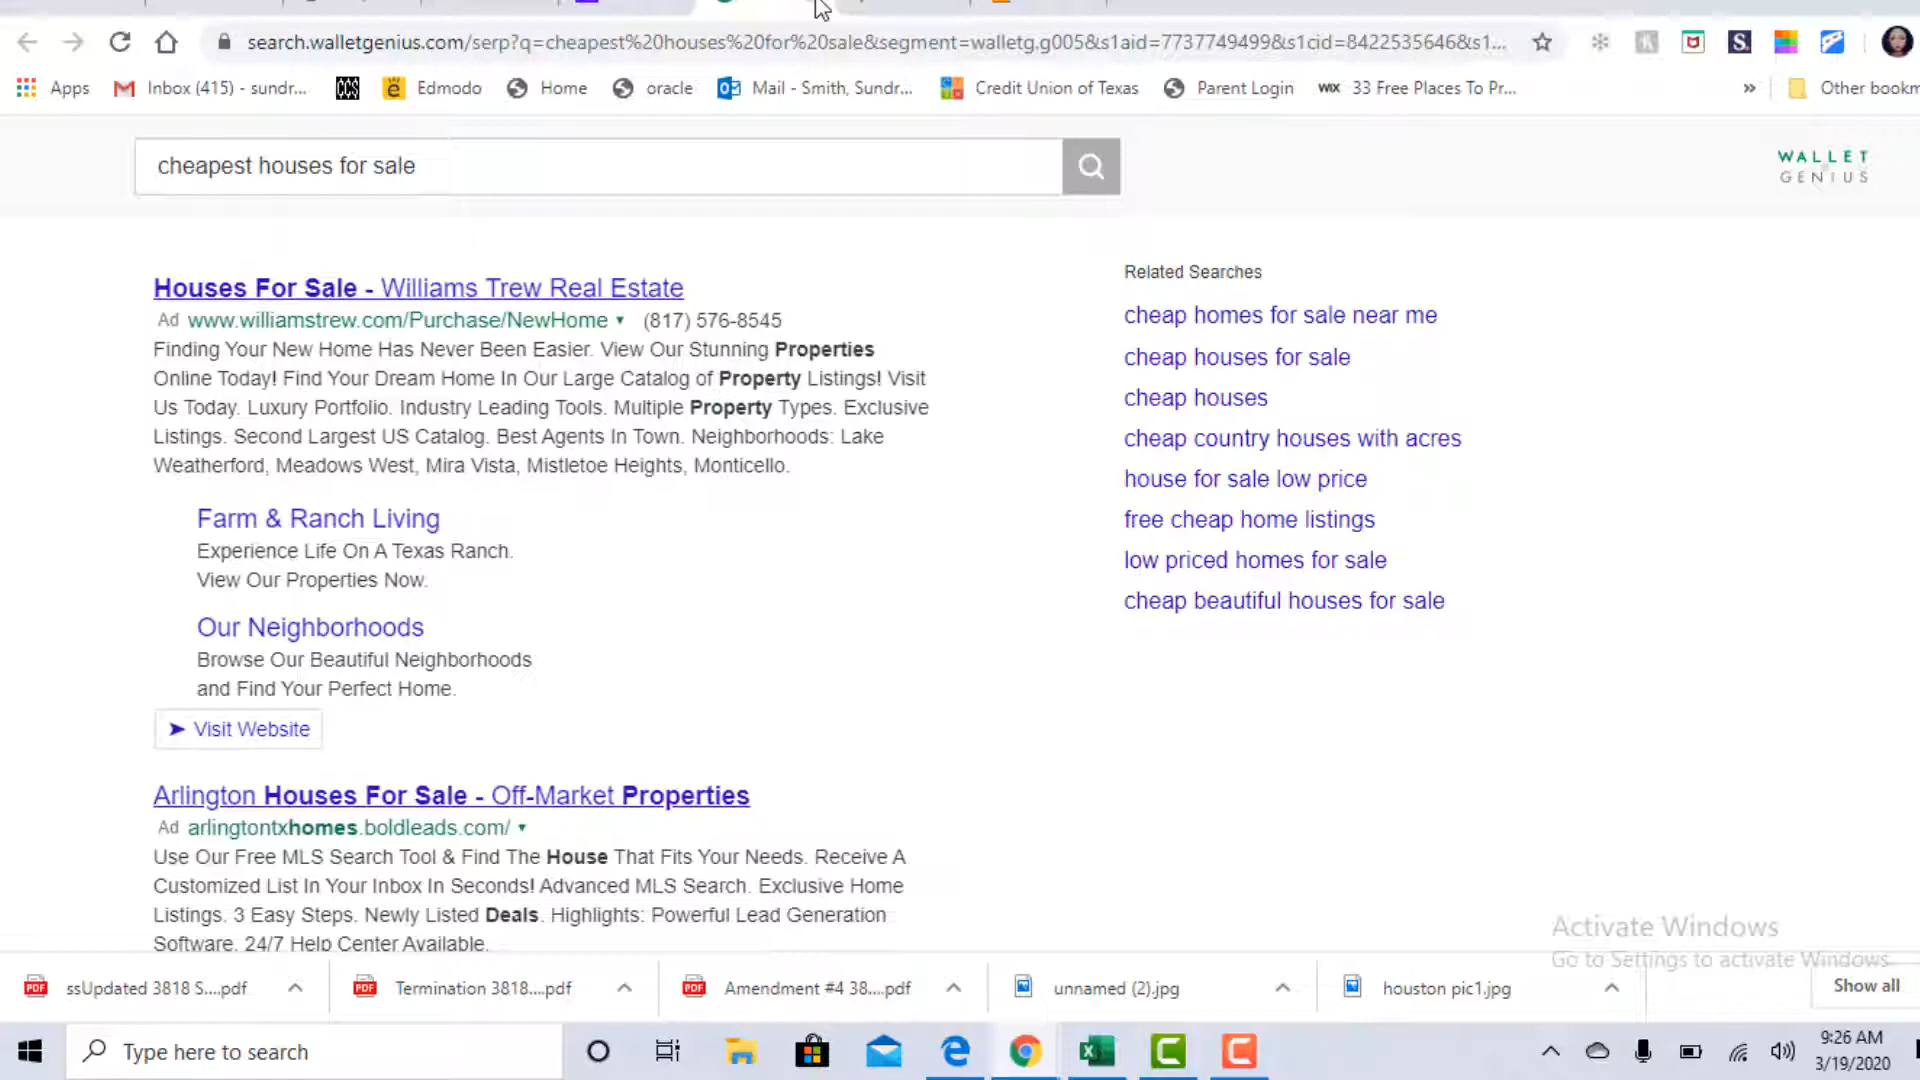 search.walletgenius.com/serp?q=cheapest%20houses%20for%20sale&segment=walletg.g005&s1aid=7737749499&s1cid=8422535646&s1...
Apps
Inbox (415) - sundr...
CCS
Edmodo
Home
oracle
Mail - Smith, Sundr...
Credit Union of Texas
Parent Login
WIX 33 Free Places To Pr...
»
Other bookm
cheapest houses for sale
WALLET
GENIUS
Houses For Sale - Williams Trew Real Estate
Ad www.williamstrew.com/Purchase/NewHome ▾ (817) 576-8545
Finding Your New Home Has Never Been Easier. View Our Stunning Properties
Online Today! Find Your Dream Home In Our Large Catalog of Property Listings! Visit
Us Today. Luxury Portfolio. Industry Leading Tools. Multiple Property Types. Exclusive
Listings. Second Largest US Catalog. Best Agents In Town. Neighborhoods: Lake
Weatherford, Meadows West, Mira Vista, Mistletoe Heights, Monticello.
Farm & Ranch Living
Experience Life On A Texas Ranch.
View Our Properties Now.
Our Neighborhoods
Browse Our Beautiful Neighborhoods
and Find Your Perfect Home.
➤ Visit Website
Arlington Houses For Sale - Off-Market Properties
Ad arlingtontxhomes.boldleads.com/ ▾
Use Our Free MLS Search Tool & Find The House That Fits Your Needs. Receive A
Customized List In Your Inbox In Seconds! Advanced MLS Search. Exclusive Home
Listings. 3 Easy Steps. Newly Listed Deals. Highlights: Powerful Lead Generation
Software. 24/7 Help Center Available.
Related Searches
cheap homes for sale near me
cheap houses for sale
cheap houses
cheap country houses with acres
house for sale low price
free cheap home listings
low priced homes for sale
cheap beautiful houses for sale
Activate Windows
Go to Settings to activate Windows.
PDF ssUpdated 3818 S....pdf
PDF Termination 3818....pdf
PDF Amendment #4 38....pdf
unnamed (2).jpg
houston pic1.jpg
Show all
Type here to search
9:26 AM
3/19/2020